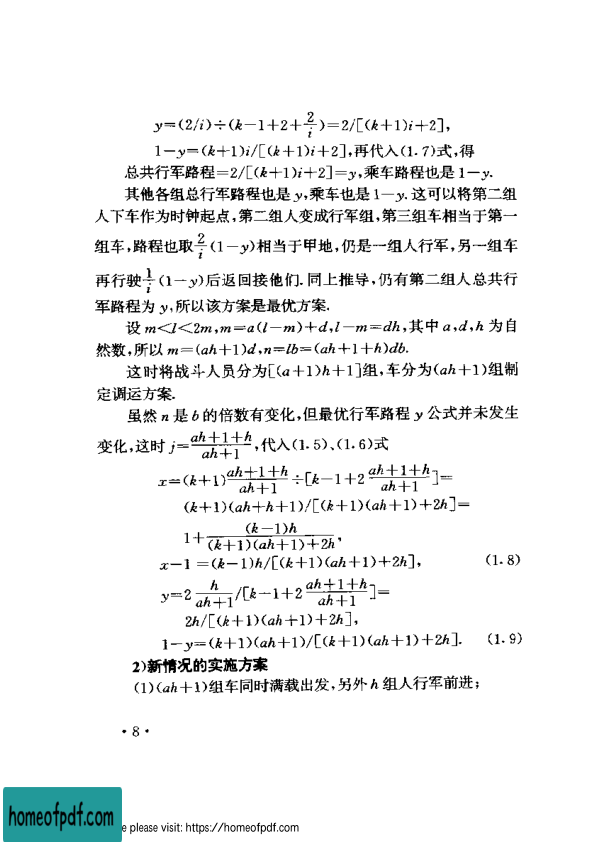 y=(2/i)÷(k-1+2+2/i)=2/[(k+1)i+2],
1-y=(k+1)i/[(k+1)i+2],再代入(1.7)式,得
总共行军路程=2/[(k+1)i+2]=y,乘车路程也是1-y.
其他各组总行军路程也是y,乘车也是1-y.这可以将第二组
人下车作为时钟起点,第二组人变成行军组,第三组车相当于第一
组车,路程也取2/i(1-y)相当于甲地,仍是一组人行军,另一组车
再行驶1/i(1-y)后返回接他们.同上推导,仍有第二组人总共行
军路程为y,所以该方案是最优方案.
设m<l<2m,m=a(l-m)+d,l-m=dh,其中a,d,h为自
然数,所以m=(ah+1)d,n=lb=(ah+1+h)db.
这时将战斗人员分为[(a+1)h+1]组,车分为(ah+1)组制
定调运方案.
虽然n是b的倍数有变化,但最优行军路程y公式并未发生
变化,这时j=(ah+1+h)/(ah+1),代入(1.5)、(1.6)式
x=(k+1)(ah+1+h)/(ah+1)÷[k-1+2(ah+1+h)/(ah+1)]=
(k+1)(ah+h+1)/[(k+1)(ah+1)+2h]=
1+(k-1)h/((k+1)(ah+1)+2h),
x-1=(k-1)h/[(k+1)(ah+1)+2h], (1.8)
y=2h/(ah+1)/[k-1+2(ah+1+h)/(ah+1)]=
2h/[(k+1)(ah+1)+2h],
1-y=(k+1)(ah+1)/[(k+1)(ah+1)+2h]. (1.9)
2)新情况的实施方案
(1)(ah+1)组车同时满载出发,另外h组人行军前进;
·8·
homeofpdf.com
e please visit: https://homeofpdf.com